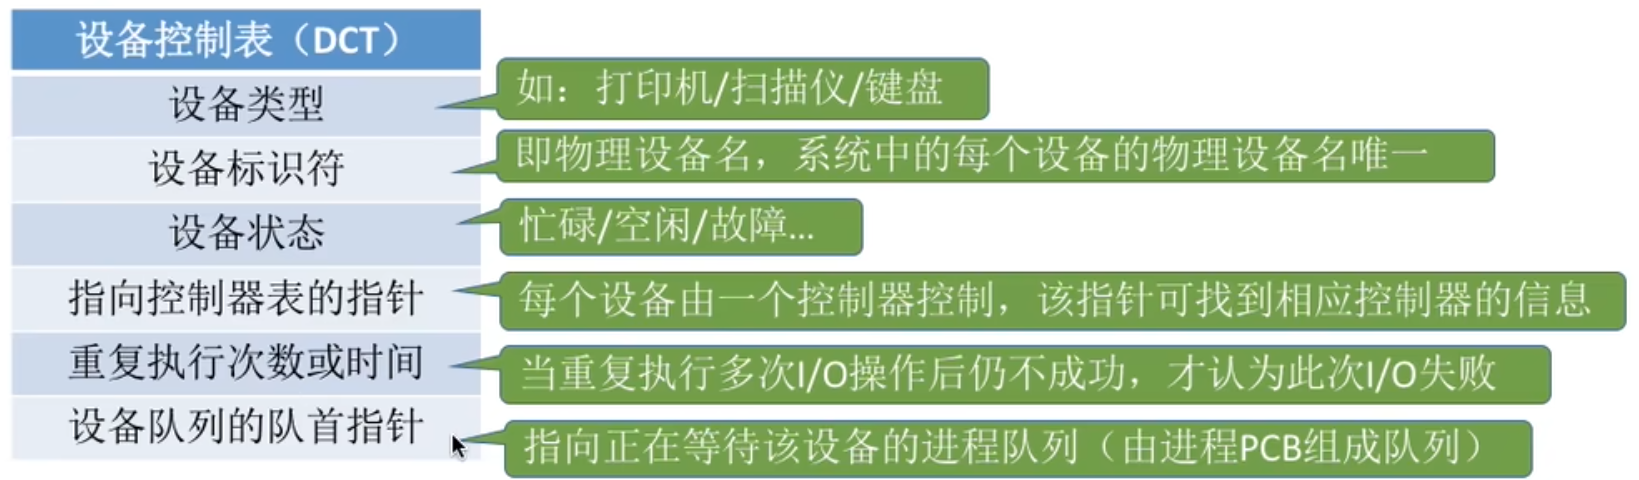 设备控制表（DCT）
设备类型
如：打印机/扫描仪/键盘
设备标识符
即物理设备名，系统中的每个设备的物理设备名唯一
设备状态
忙碌/空闲/故障...
指向控制器表的指针
每个设备由一个控制器控制，该指针可找到相应控制器的信息
重复执行次数或时间
当重复执行多次I/O操作后仍不成功，才认为此次I/O失败
设备队列的队首指针
指向正在等待该设备的进程队列（由进程PCB组成队列）